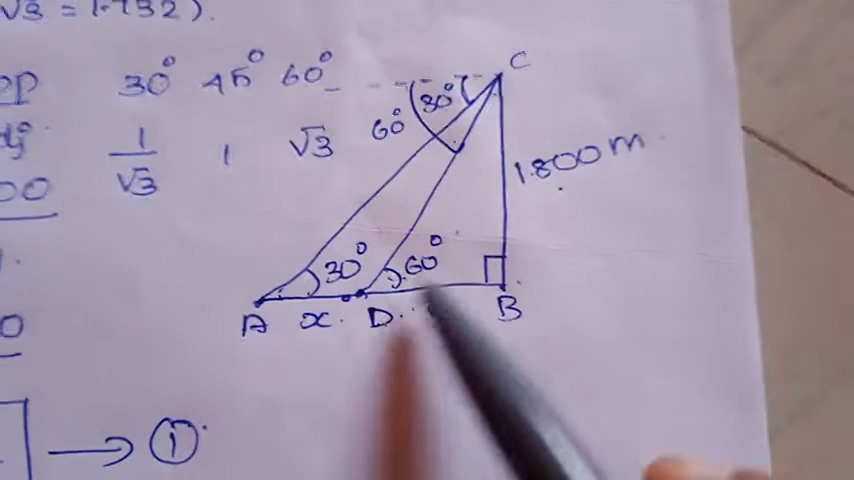 √3 = 1.732).
30° 45° 60°
1/√3 1 √3
C
60° 30°
1800 m
30° 60°
A x D B
→ ①